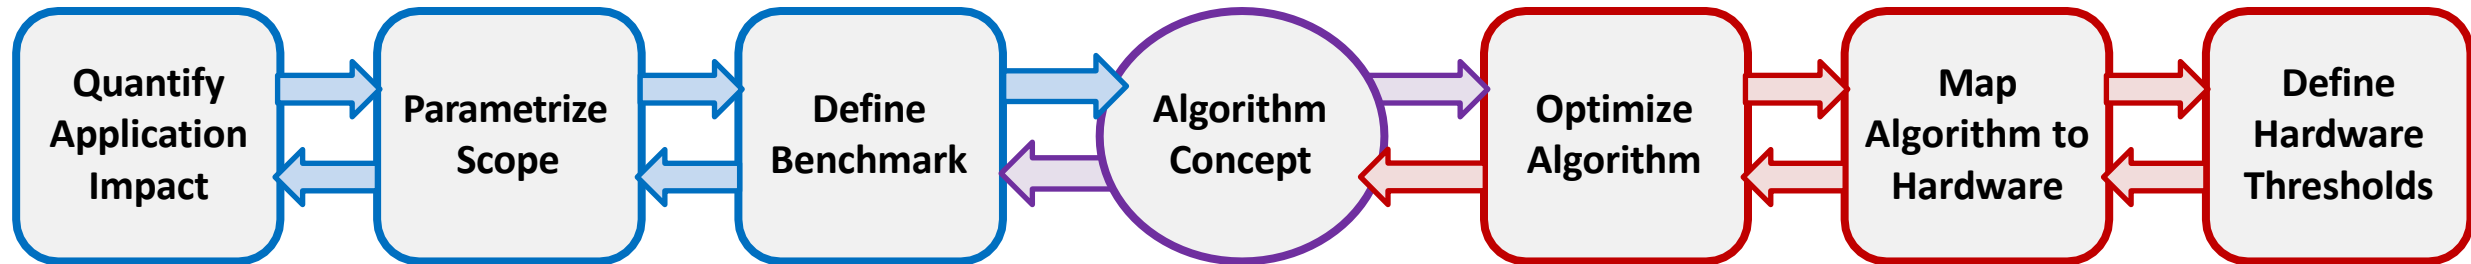 Quantify
Application
Impact
Parametrize
Scope
Define
Benchmark
Algorithm
Concept
Optimize
Algorithm
Map
Algorithm to
Hardware
Define
Hardware
Thresholds